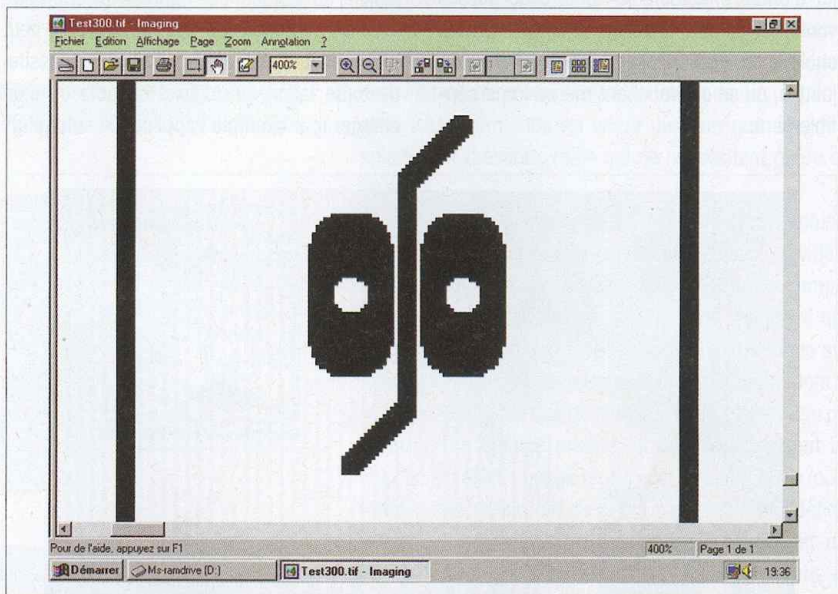 Test300.tif - Imaging
Fichier Edition Affichage Page Zoom Annotation ?
400%
Pour de l'aide, appuyez sur F1
400% Page 1 de 1
Démarrer Ms-ramdrive (D:) Test300.tif - Imaging 19:36